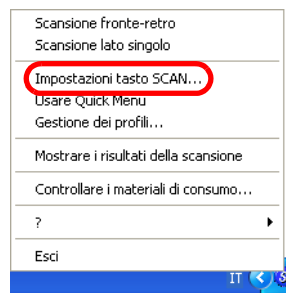 Scansione fronte-retro
Scansione lato singolo
Impostazioni tasto SCAN...
Usare Quick Menu
Gestione dei profili...
Mostrare i risultati della scansione
Controllare i materiali di consumo...
?
Esci
IT